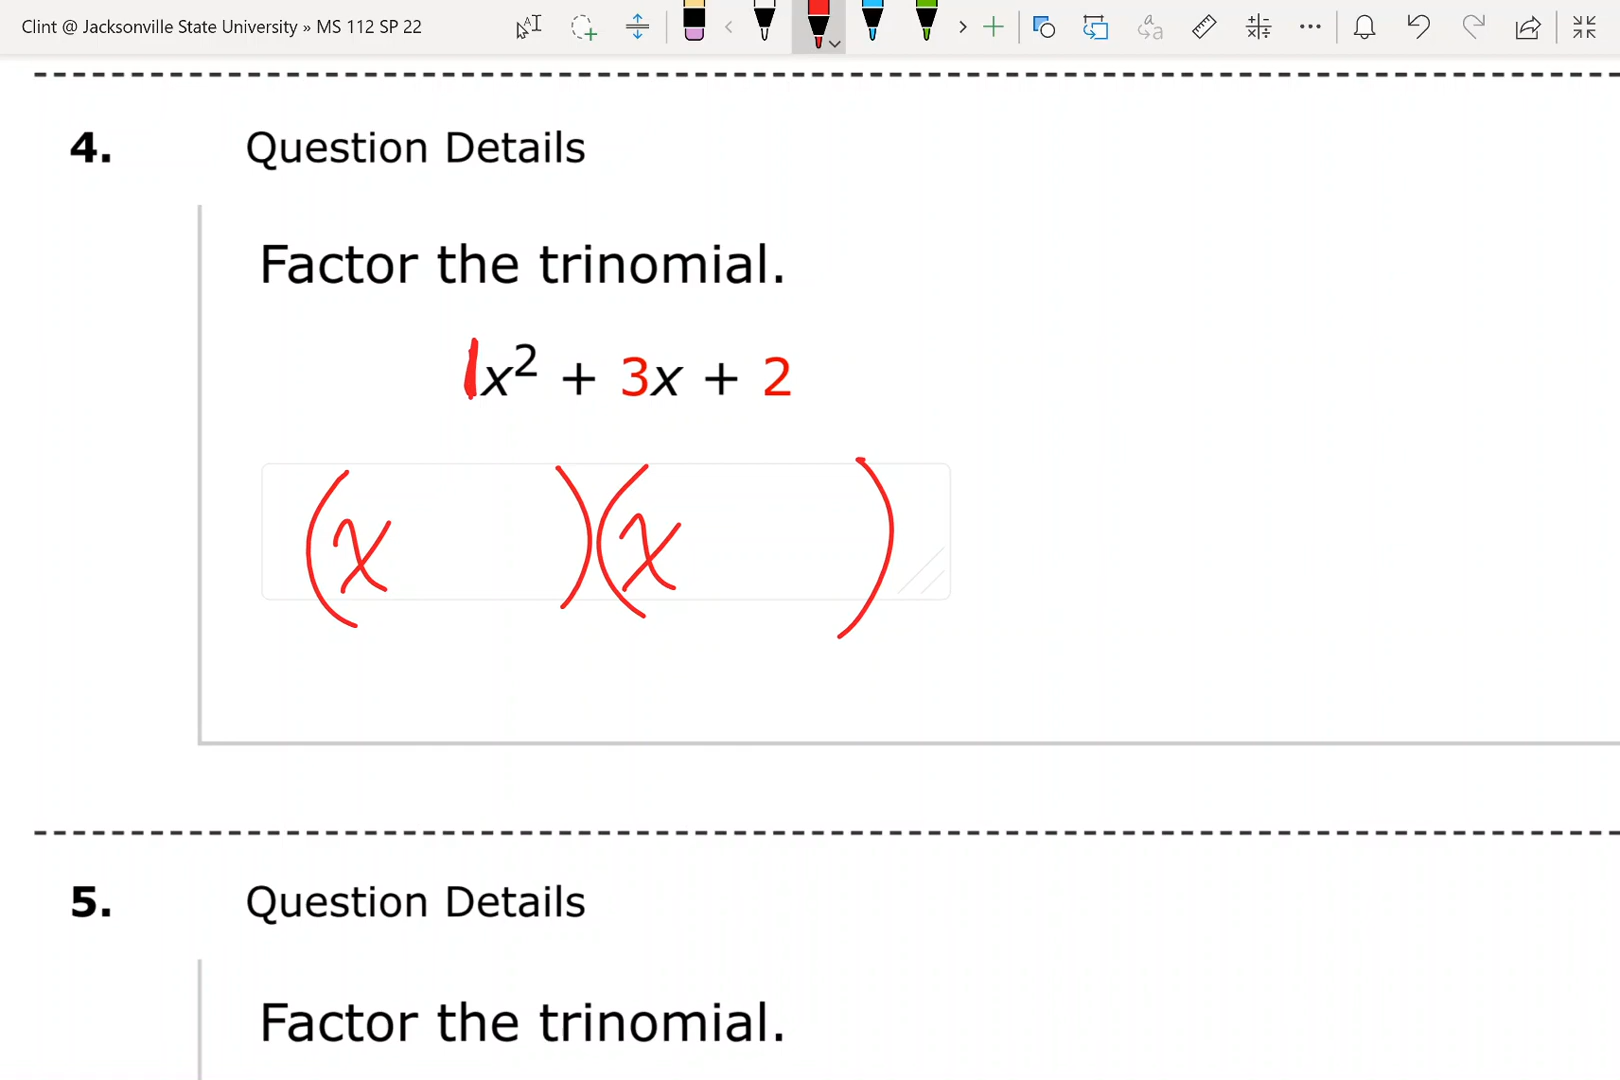 Clint @ Jacksonville State University » MS 112 SP 22
4. Question Details
Factor the trinomial.
1x² + 3x + 2
(x )(x )
5. Question Details
Factor the trinomial.